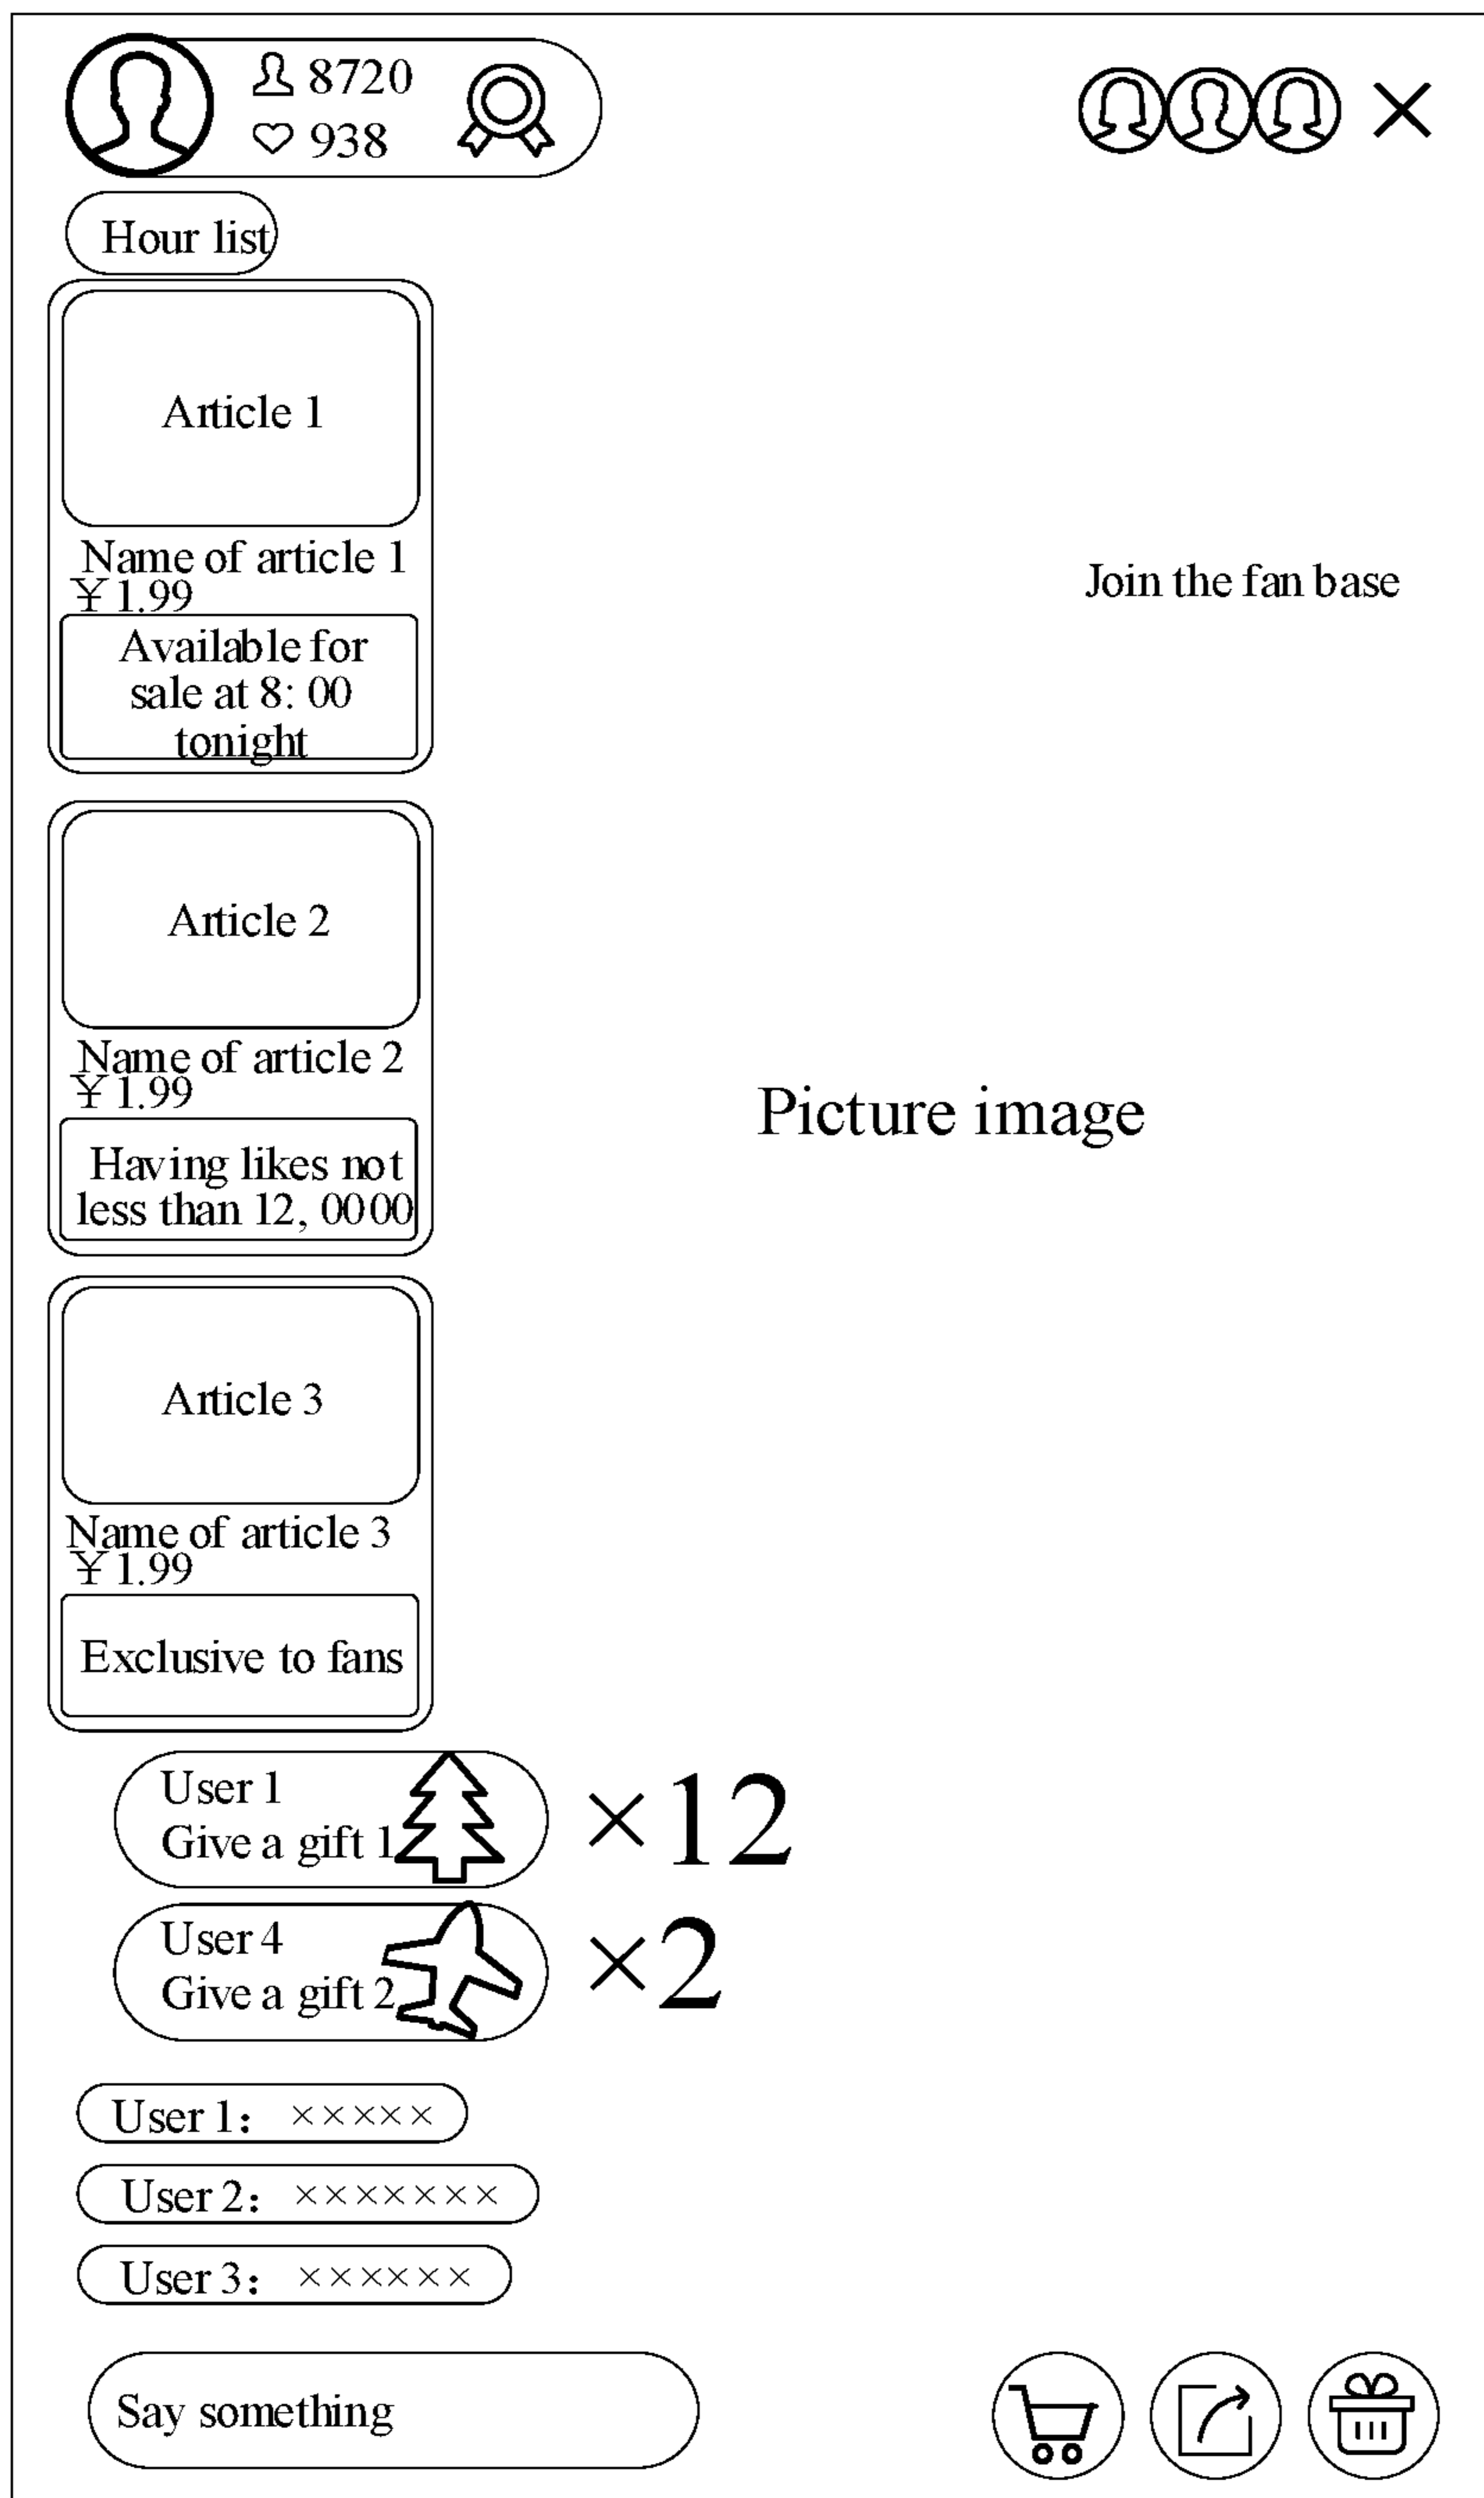 8720
938
Hour list
Article 1
Name of article 1
¥1.99
Available for
sale at 8: 00
tonight
Join the fan base
Article 2
Name of article 2
¥1.99
Having likes not
less than 12, 0000
Picture image
Article 3
Name of article 3
¥1.99
Exclusive to fans
User 1
Give a gift 1
×12
User 4
Give a gift 2
×2
User 1: ×××××
User 2: ×××××××
User 3: ××××××
Say something